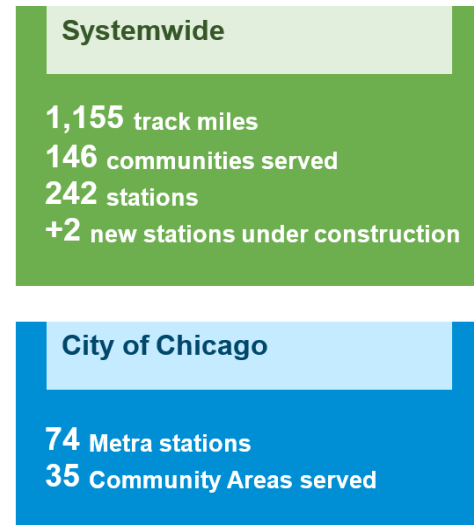 Systemwide
1,155 track miles
146 communities served
242 stations
+2 new stations under construction
City of Chicago
74 Metra stations
35 Community Areas served